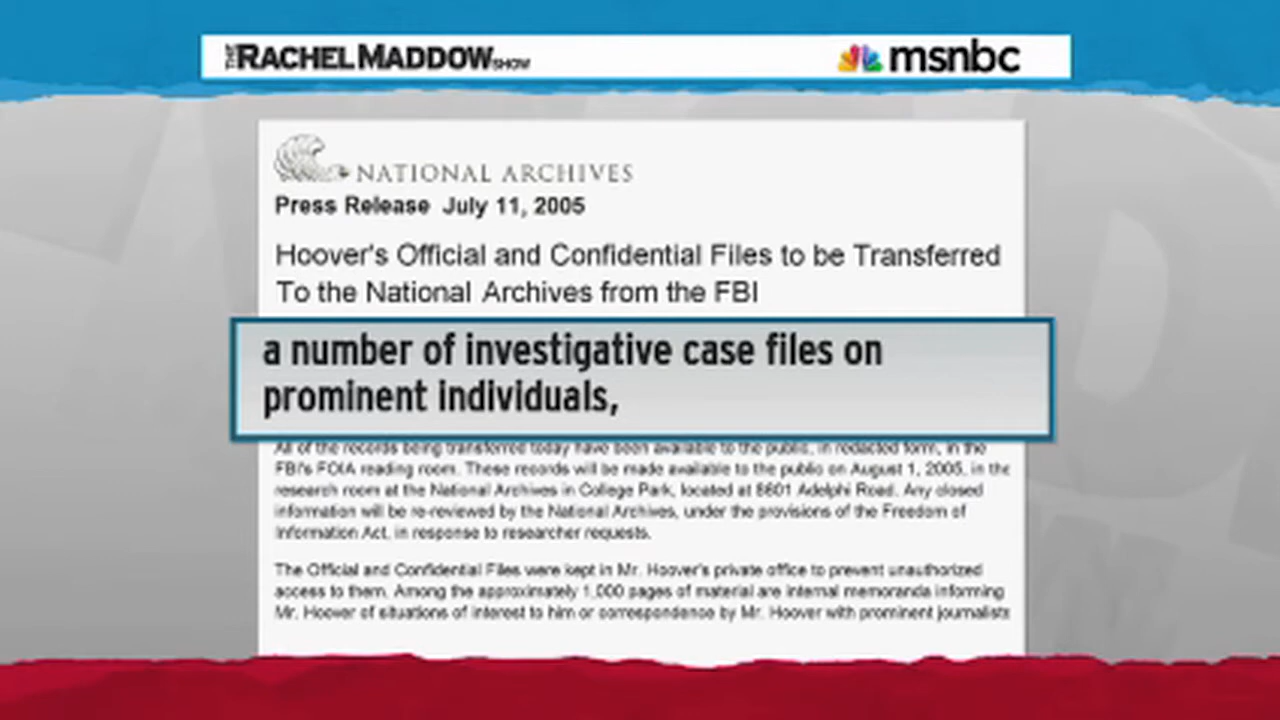 THE RACHEL MADDOW SHOW
msnbc
NATIONAL ARCHIVES
Press Release July 11, 2005
Hoover's Official and Confidential Files to be Transferred
To the National Archives from the FBI
a number of investigative case files on
prominent individuals,
All of the records being transferred today have been available to the public, in redacted form, in the
FBI's FOIA reading room. These records will be made available to the public on August 1, 2005, in the
research room at the National Archives in College Park, located at 8601 Adelphi Road. Any closed
information will be re-reviewed by the National Archives, under the provisions of the Freedom of
Information Act, in response to researcher requests.
The Official and Confidential Files were kept in Mr. Hoover's private office to prevent unauthorized
access to them. Among the approximately 1,000 pages of material are internal memoranda informing
Mr. Hoover of situations of interest to him or correspondence by Mr. Hoover with prominent journalists